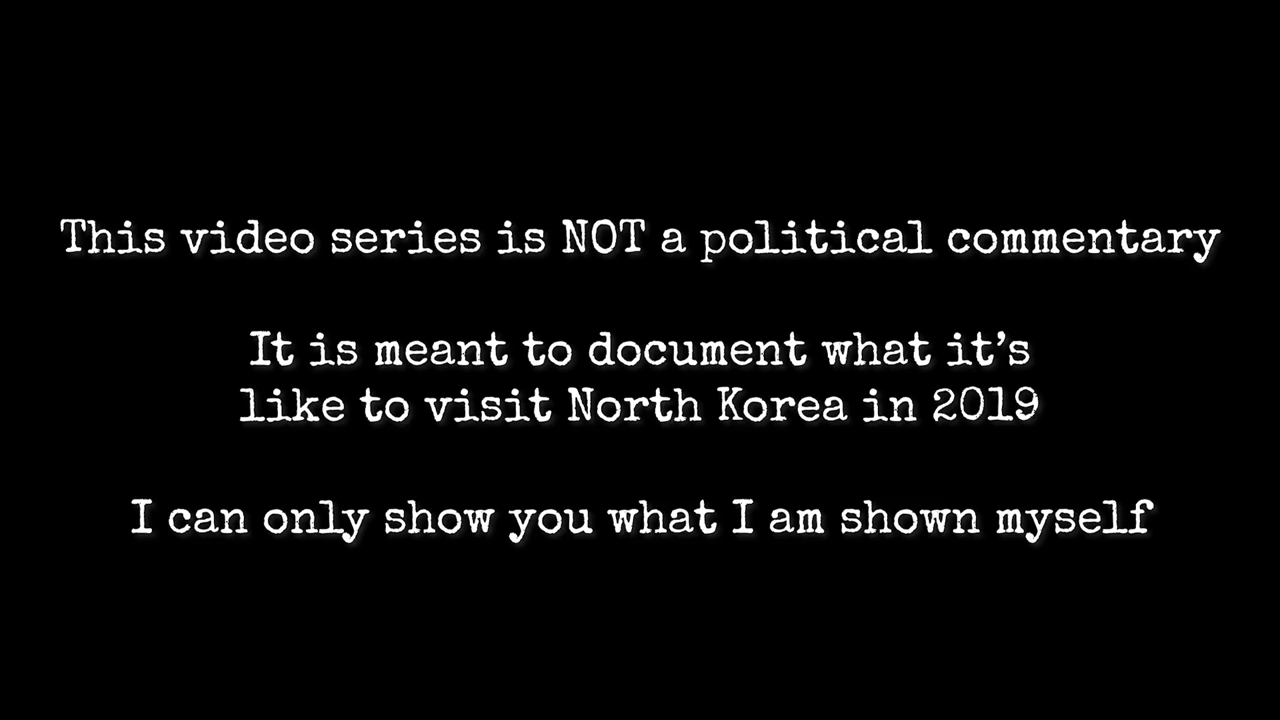 This video series is NOT a political commentary
It is meant to document what it’s
like to visit North Korea in 2019
I can only show you what I am shown myself